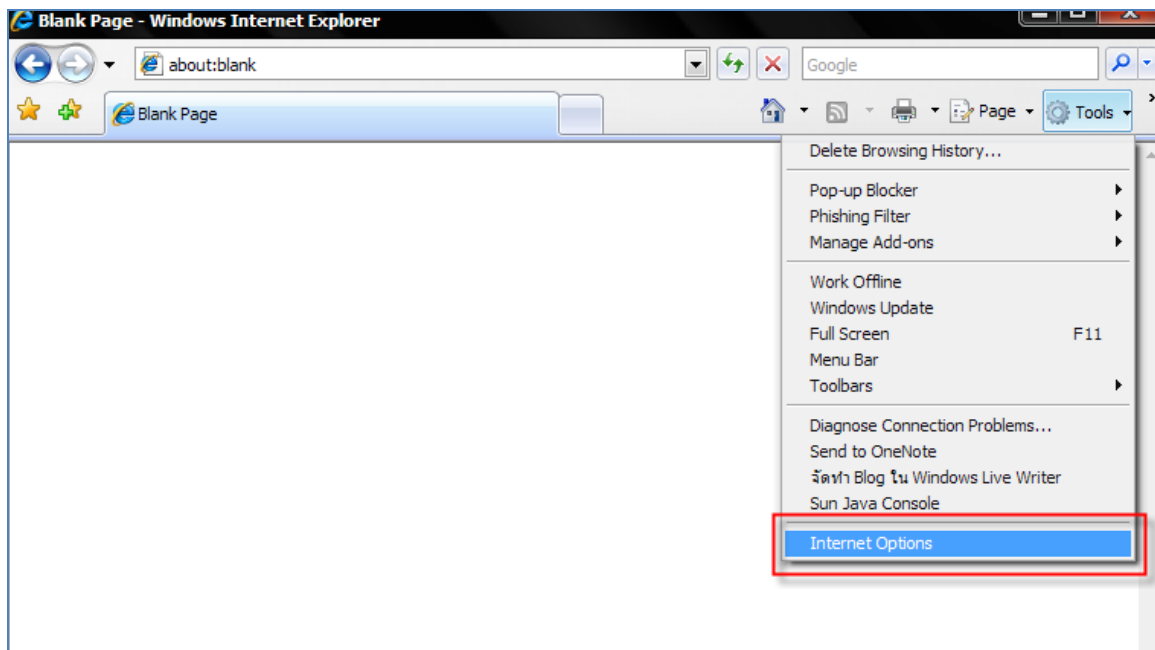 Blank Page - Windows Internet Explorer
about:blank
Google
Blank Page
Page
Tools
Delete Browsing History...
Pop-up Blocker
Phishing Filter
Manage Add-ons
Work Offline
Windows Update
Full Screen F11
Menu Bar
Toolbars
Diagnose Connection Problems...
Send to OneNote
จัดทำ Blog ใน Windows Live Writer
Sun Java Console
Internet Options